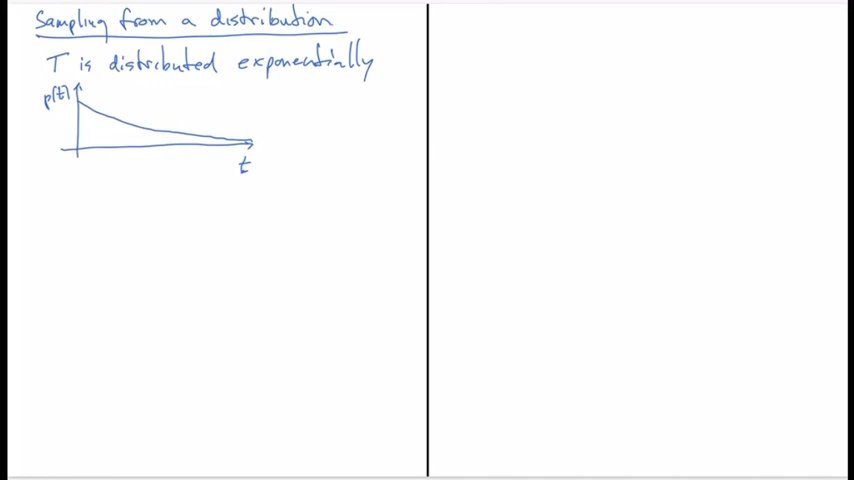 Sampling from a distribution
T is distributed exponentially
p(t)
t